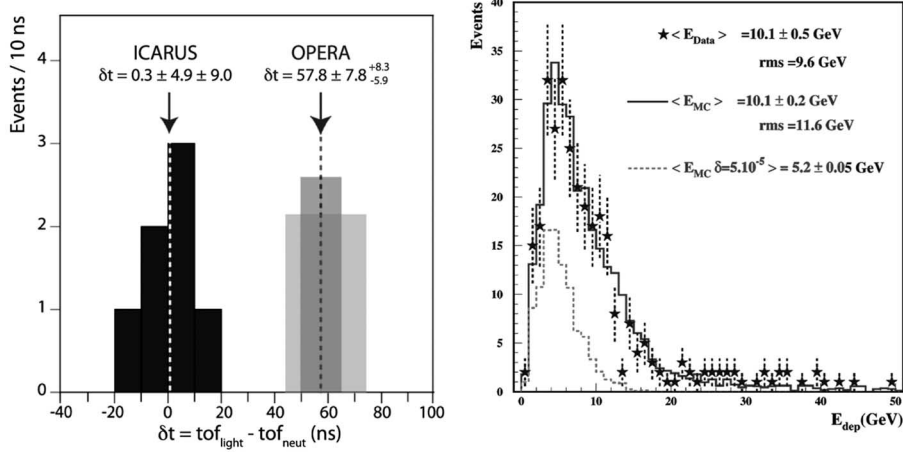 ICARUS
δt = 0.3 ± 4.9 ± 9.0
OPERA
δt = 57.8 ± 7.8 +8.3 -5.9
Events / 10 ns
4
3
2
1
0
-40 -20 0 20 40 60 80 100
δt = tof_light - tof_neut (ns)
Events
40
35
30
25
20
15
10
5
0
0 10 20 30 40 50
E_dep(GeV)
★ < E_Data > =10.1 ± 0.5 GeV
rms =9.6 GeV
< E_MC > =10.1 ± 0.2 GeV
rms =11.6 GeV
< E_MC δ=5.10^-5 > = 5.2 ± 0.05 GeV